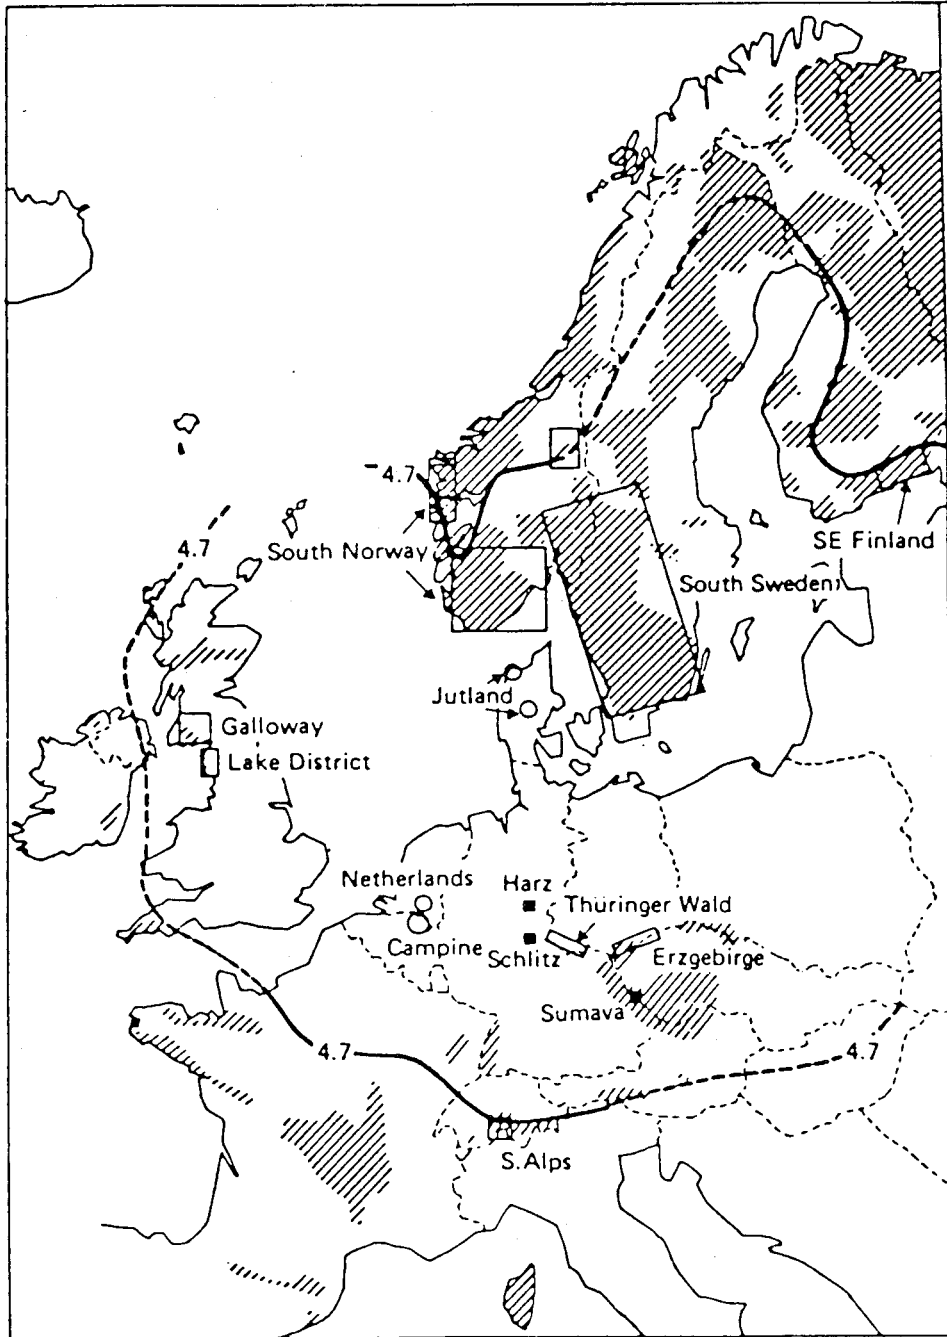 4.7
4.7
South Norway
SE Finland
South Sweden
Jutland
Galloway
Lake District
Netherlands
Harz
Thüringer Wald
Campine
Schlitz
Erzgebirge
Sumava
4.7
4.7
S. Alps